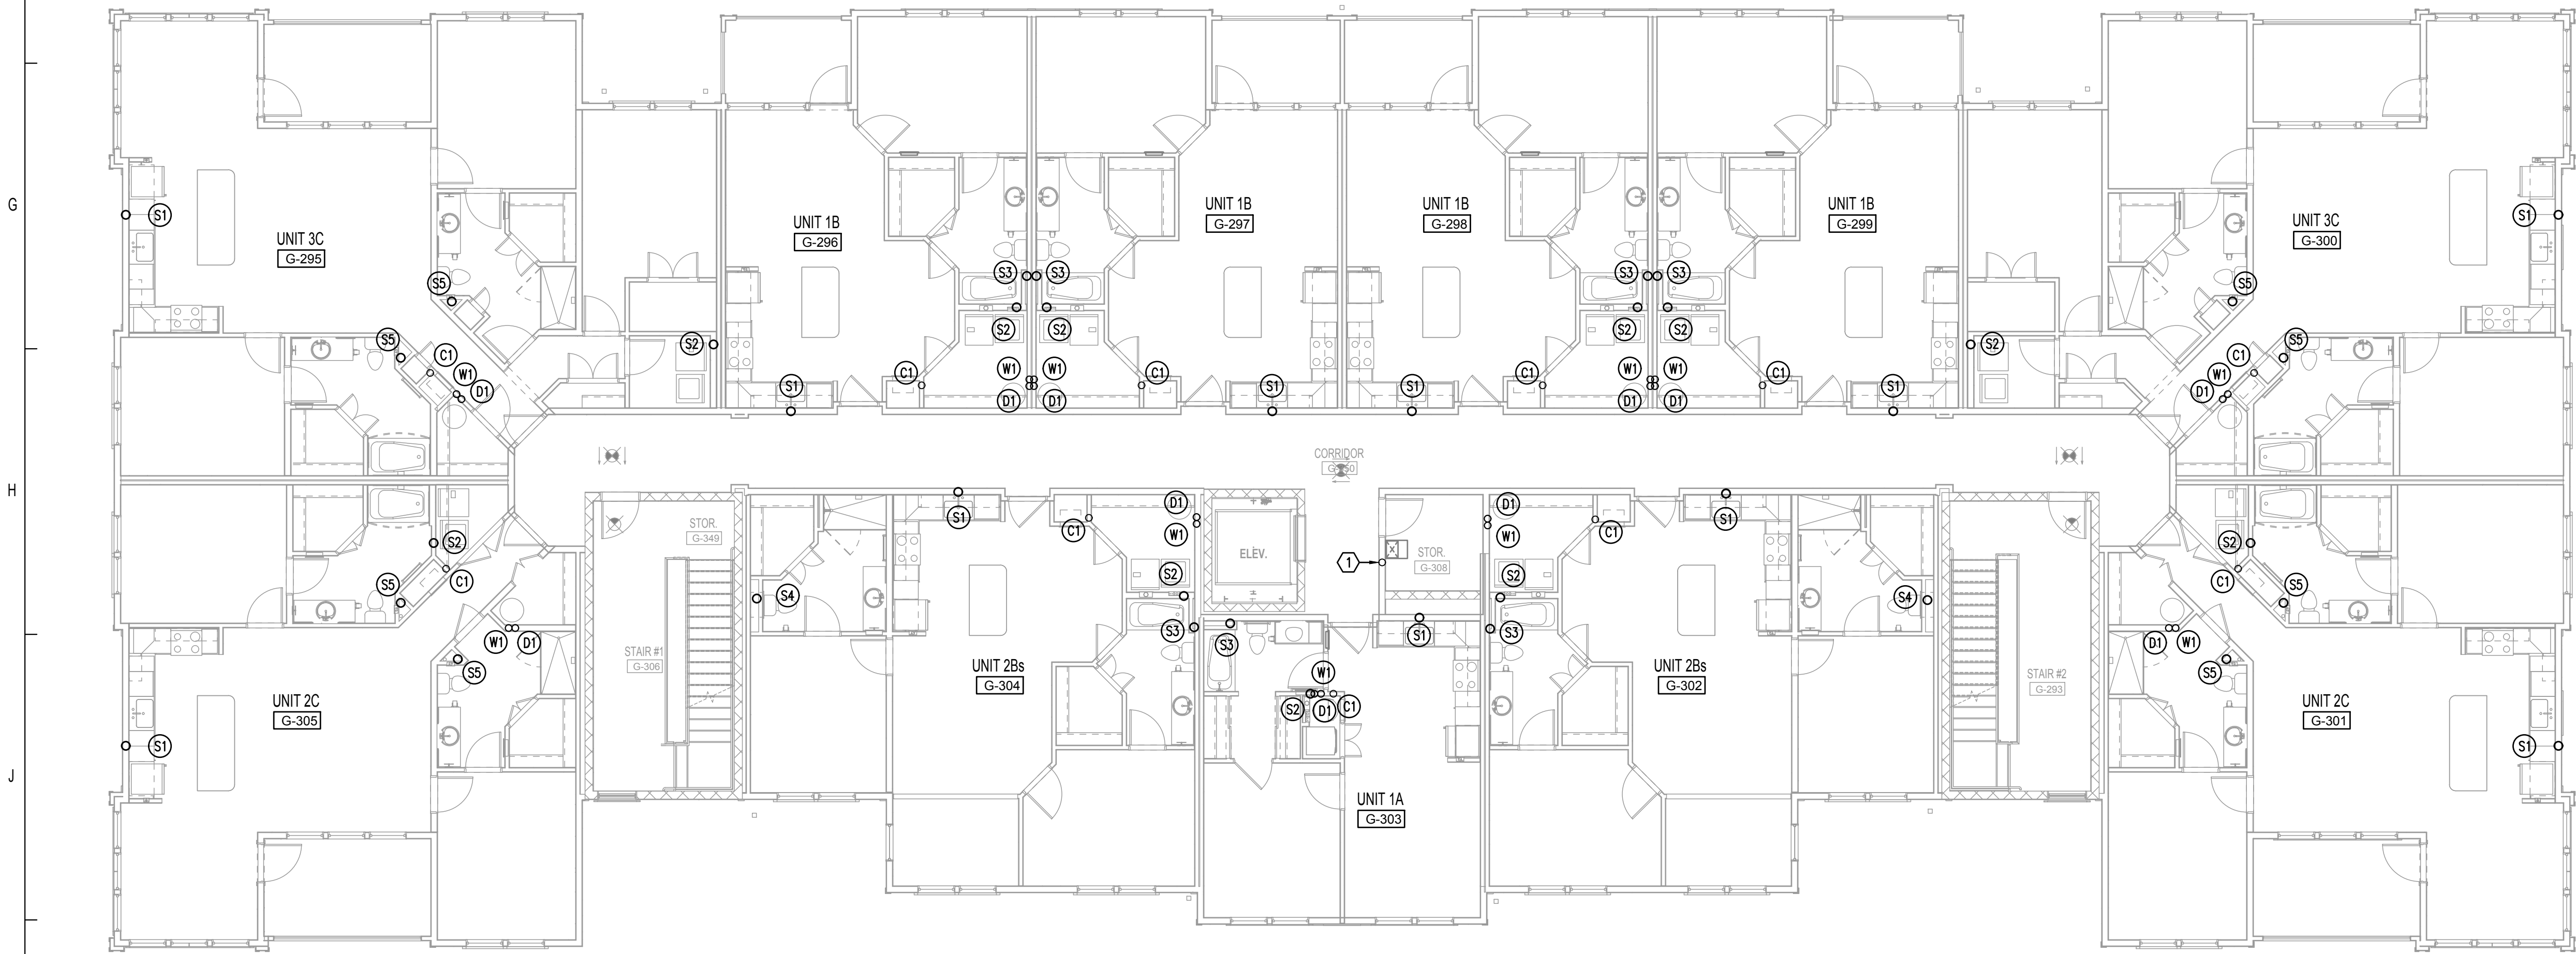 G
H
J
UNIT 3C
G-295
UNIT 1B
G-296
UNIT 1B
G-297
UNIT 1B
G-298
UNIT 1B
G-299
UNIT 3C
G-300
S1
S1
S5
S3
S3
S3
S3
S5
S2
S2
S2
S2
S2
S2
S5
C1
W1
D1
S1
C1
W1
D1
W1
D1
C1
S1
S1
C1
W1
D1
W1
D1
C1
S1
S5
C1
W1
D1
CORRIDOR
S2
C1
S5
W1
D1
S5
STOR.
G-349
S1
C1
D1
W1
S2
S4
S3
ELEV.
1
X
STOR.
G-308
D1
W1
C1
S1
S2
S3
S4
S2
C1
S5
D1
W1
S5
STAIR #1
G-306
UNIT 2Bs
G-304
S3
S1
W1
S2
D1
C1
UNIT 2Bs
G-302
STAIR #2
G-293
UNIT 2C
G-305
S1
UNIT 2C
G-301
S1
UNIT 1A
G-303